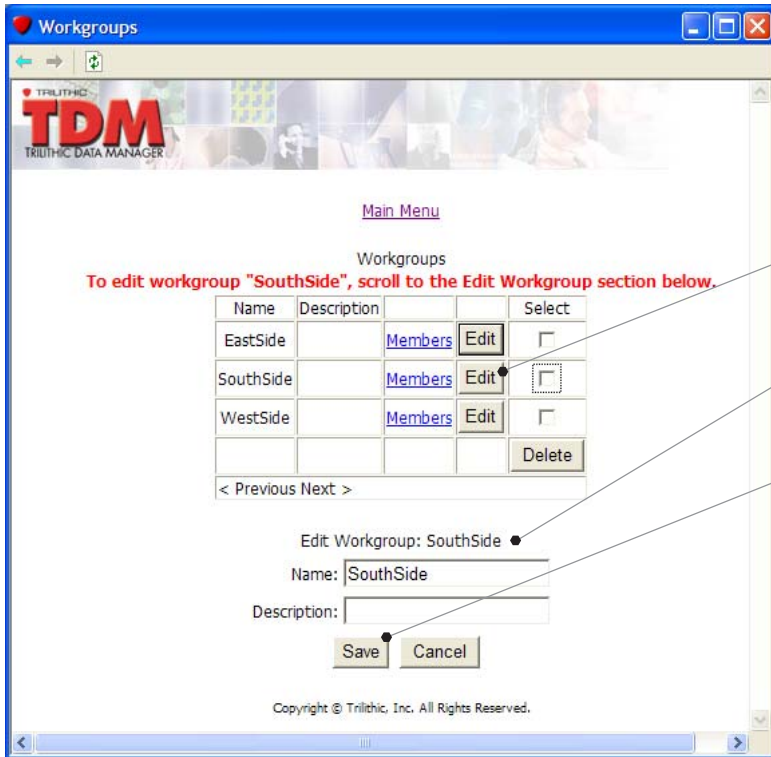 Workgroups
TRILITHIC
TDM
TRILITHIC DATA MANAGER
Main Menu
Workgroups
To edit workgroup "SouthSide", scroll to the Edit Workgroup section below.
Name Description Select
EastSide Members Edit
SouthSide Members Edit
WestSide Members Edit
Delete
< Previous Next >
Edit Workgroup: SouthSide
Name: SouthSide
Description:
Save Cancel
Copyright © Trilithic, Inc. All Rights Reserved.